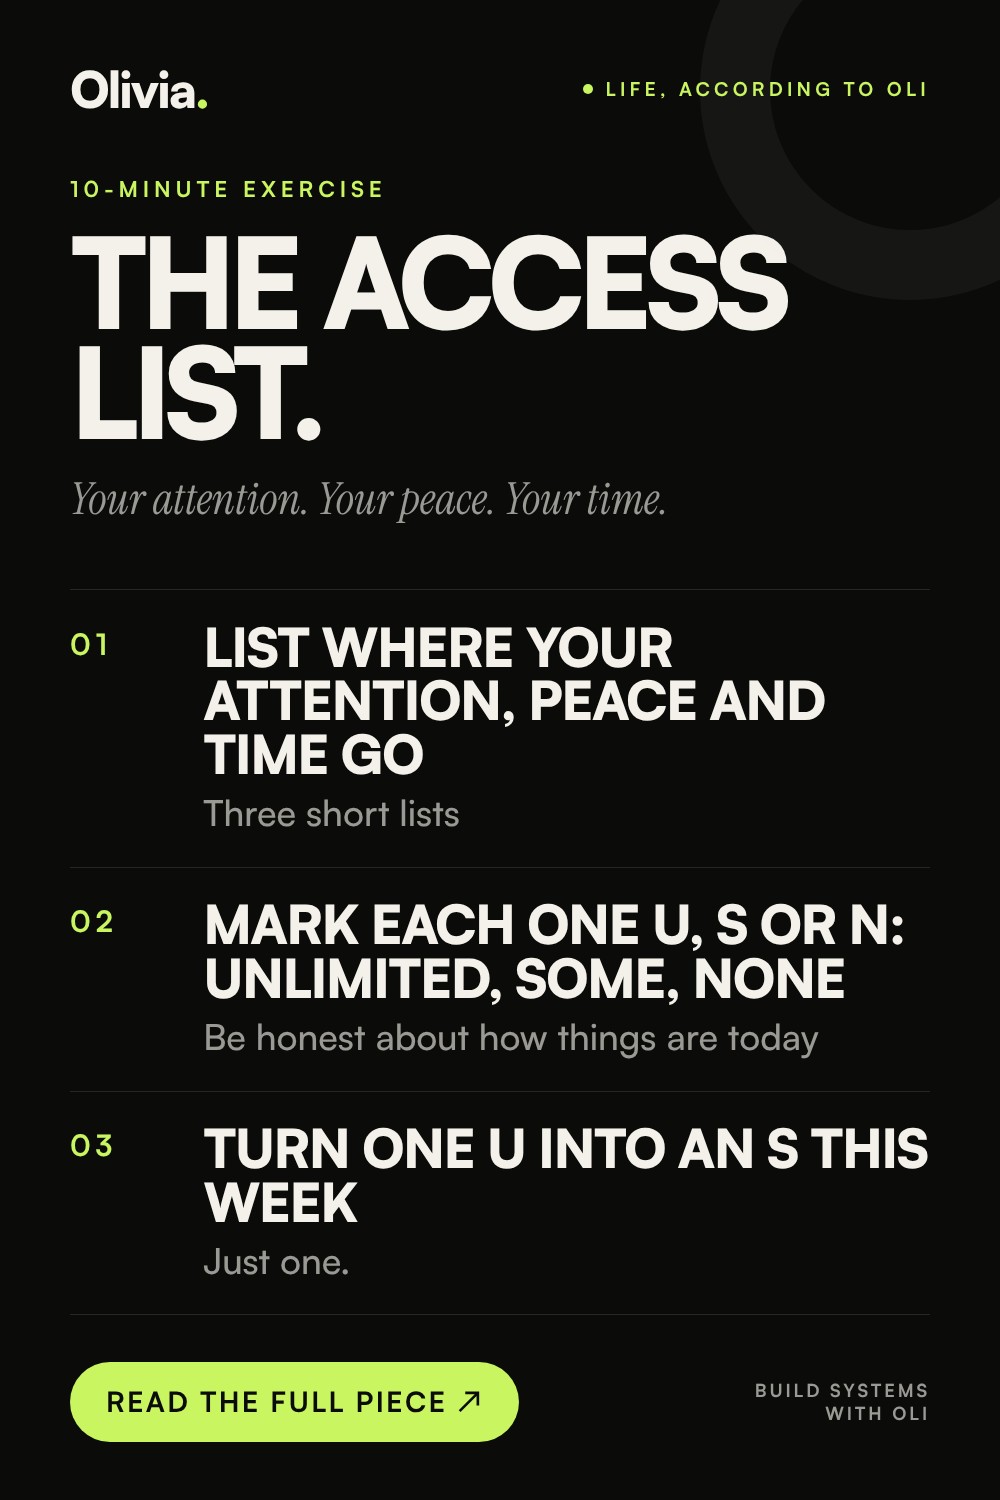 Olivia.
LIFE, ACCORDING TO OLI
10-MINUTE EXERCISE
THE ACCESS
LIST.
Your attention. Your peace. Your time.
01
LIST WHERE YOUR
ATTENTION, PEACE AND
TIME GO
Three short lists
02
MARK EACH ONE U, S OR N:
UNLIMITED, SOME, NONE
Be honest about how things are today
03
TURN ONE U INTO AN S THIS
WEEK
Just one.
READ THE FULL PIECE ↗
BUILD SYSTEMS
WITH OLI